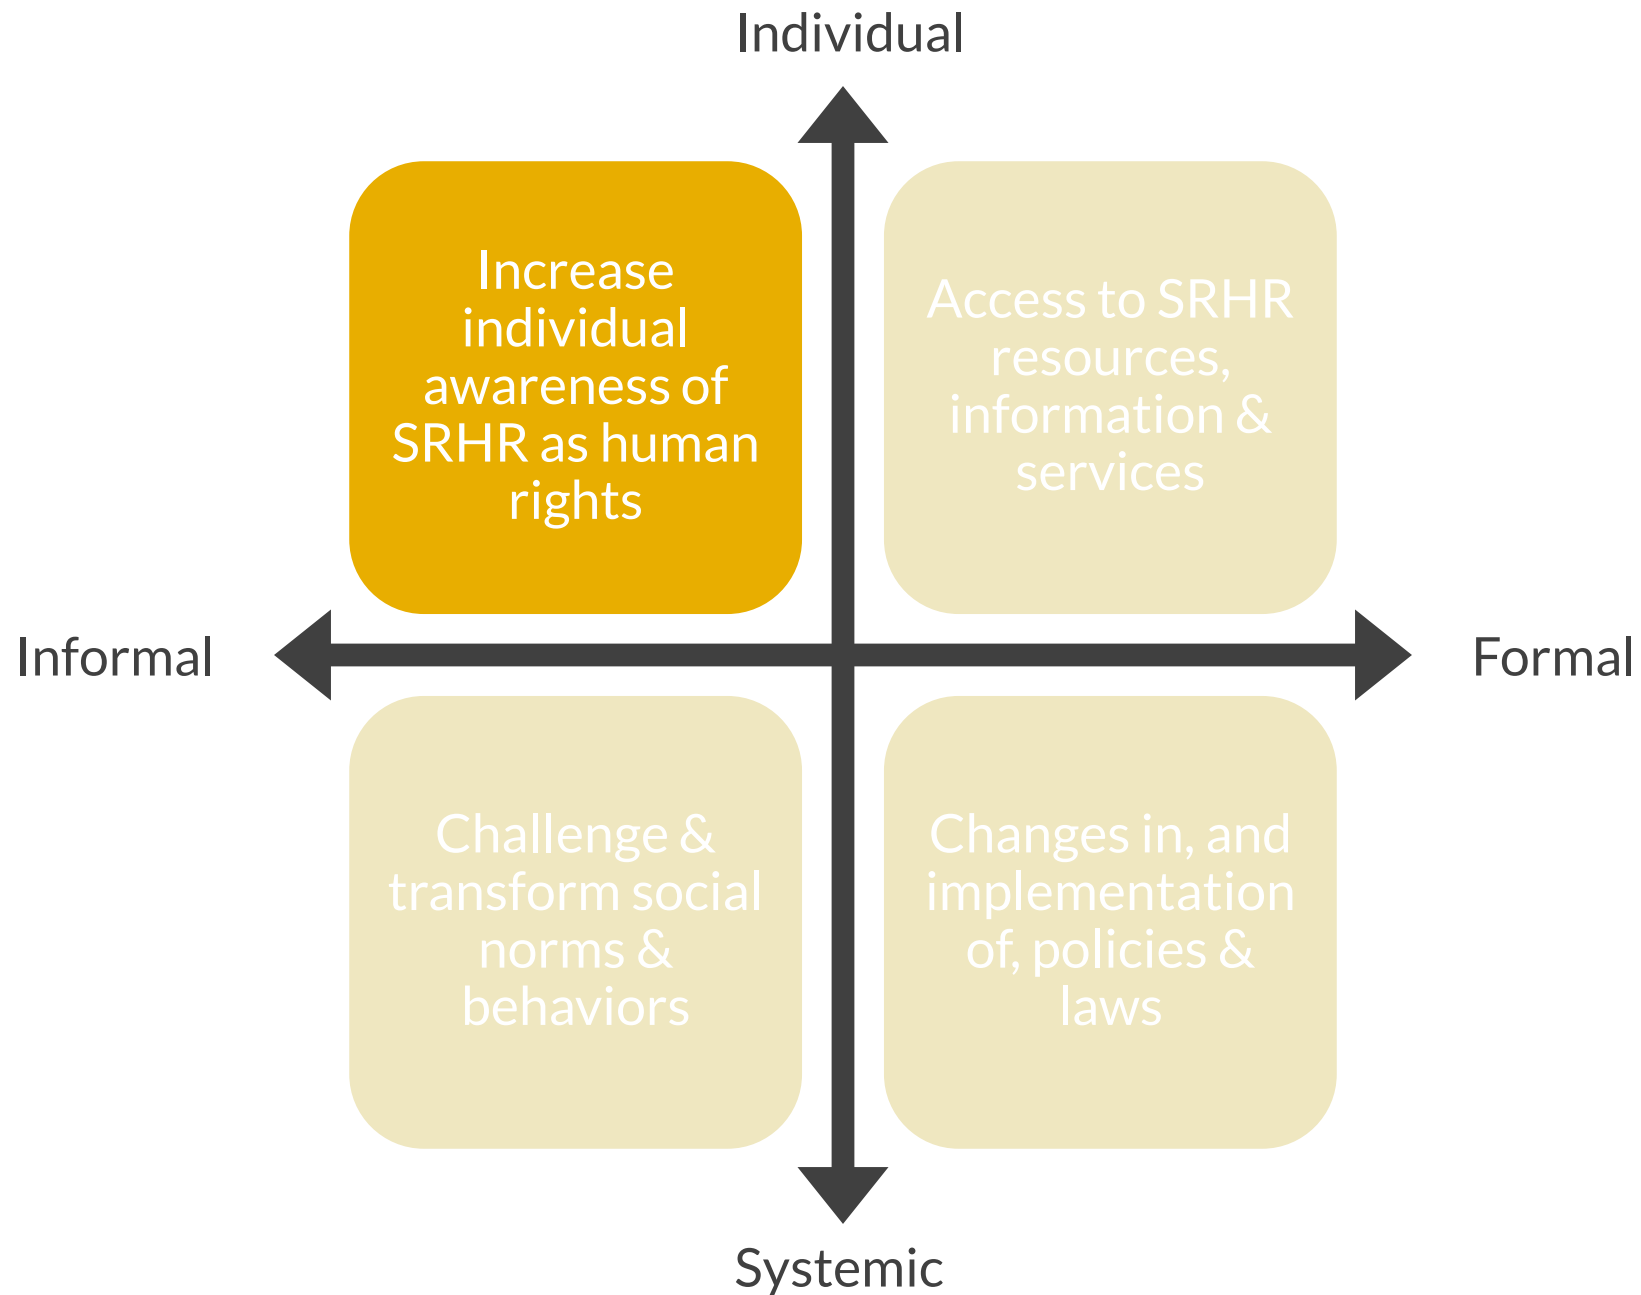 Individual
Increase
individual
awareness of
SRHR as human
rights
Access to SRHR
resources,
information &
services
Informal
Formal
Challenge &
transform social
norms &
behaviors
Changes in, and
implementation
of, policies &
laws
Systemic